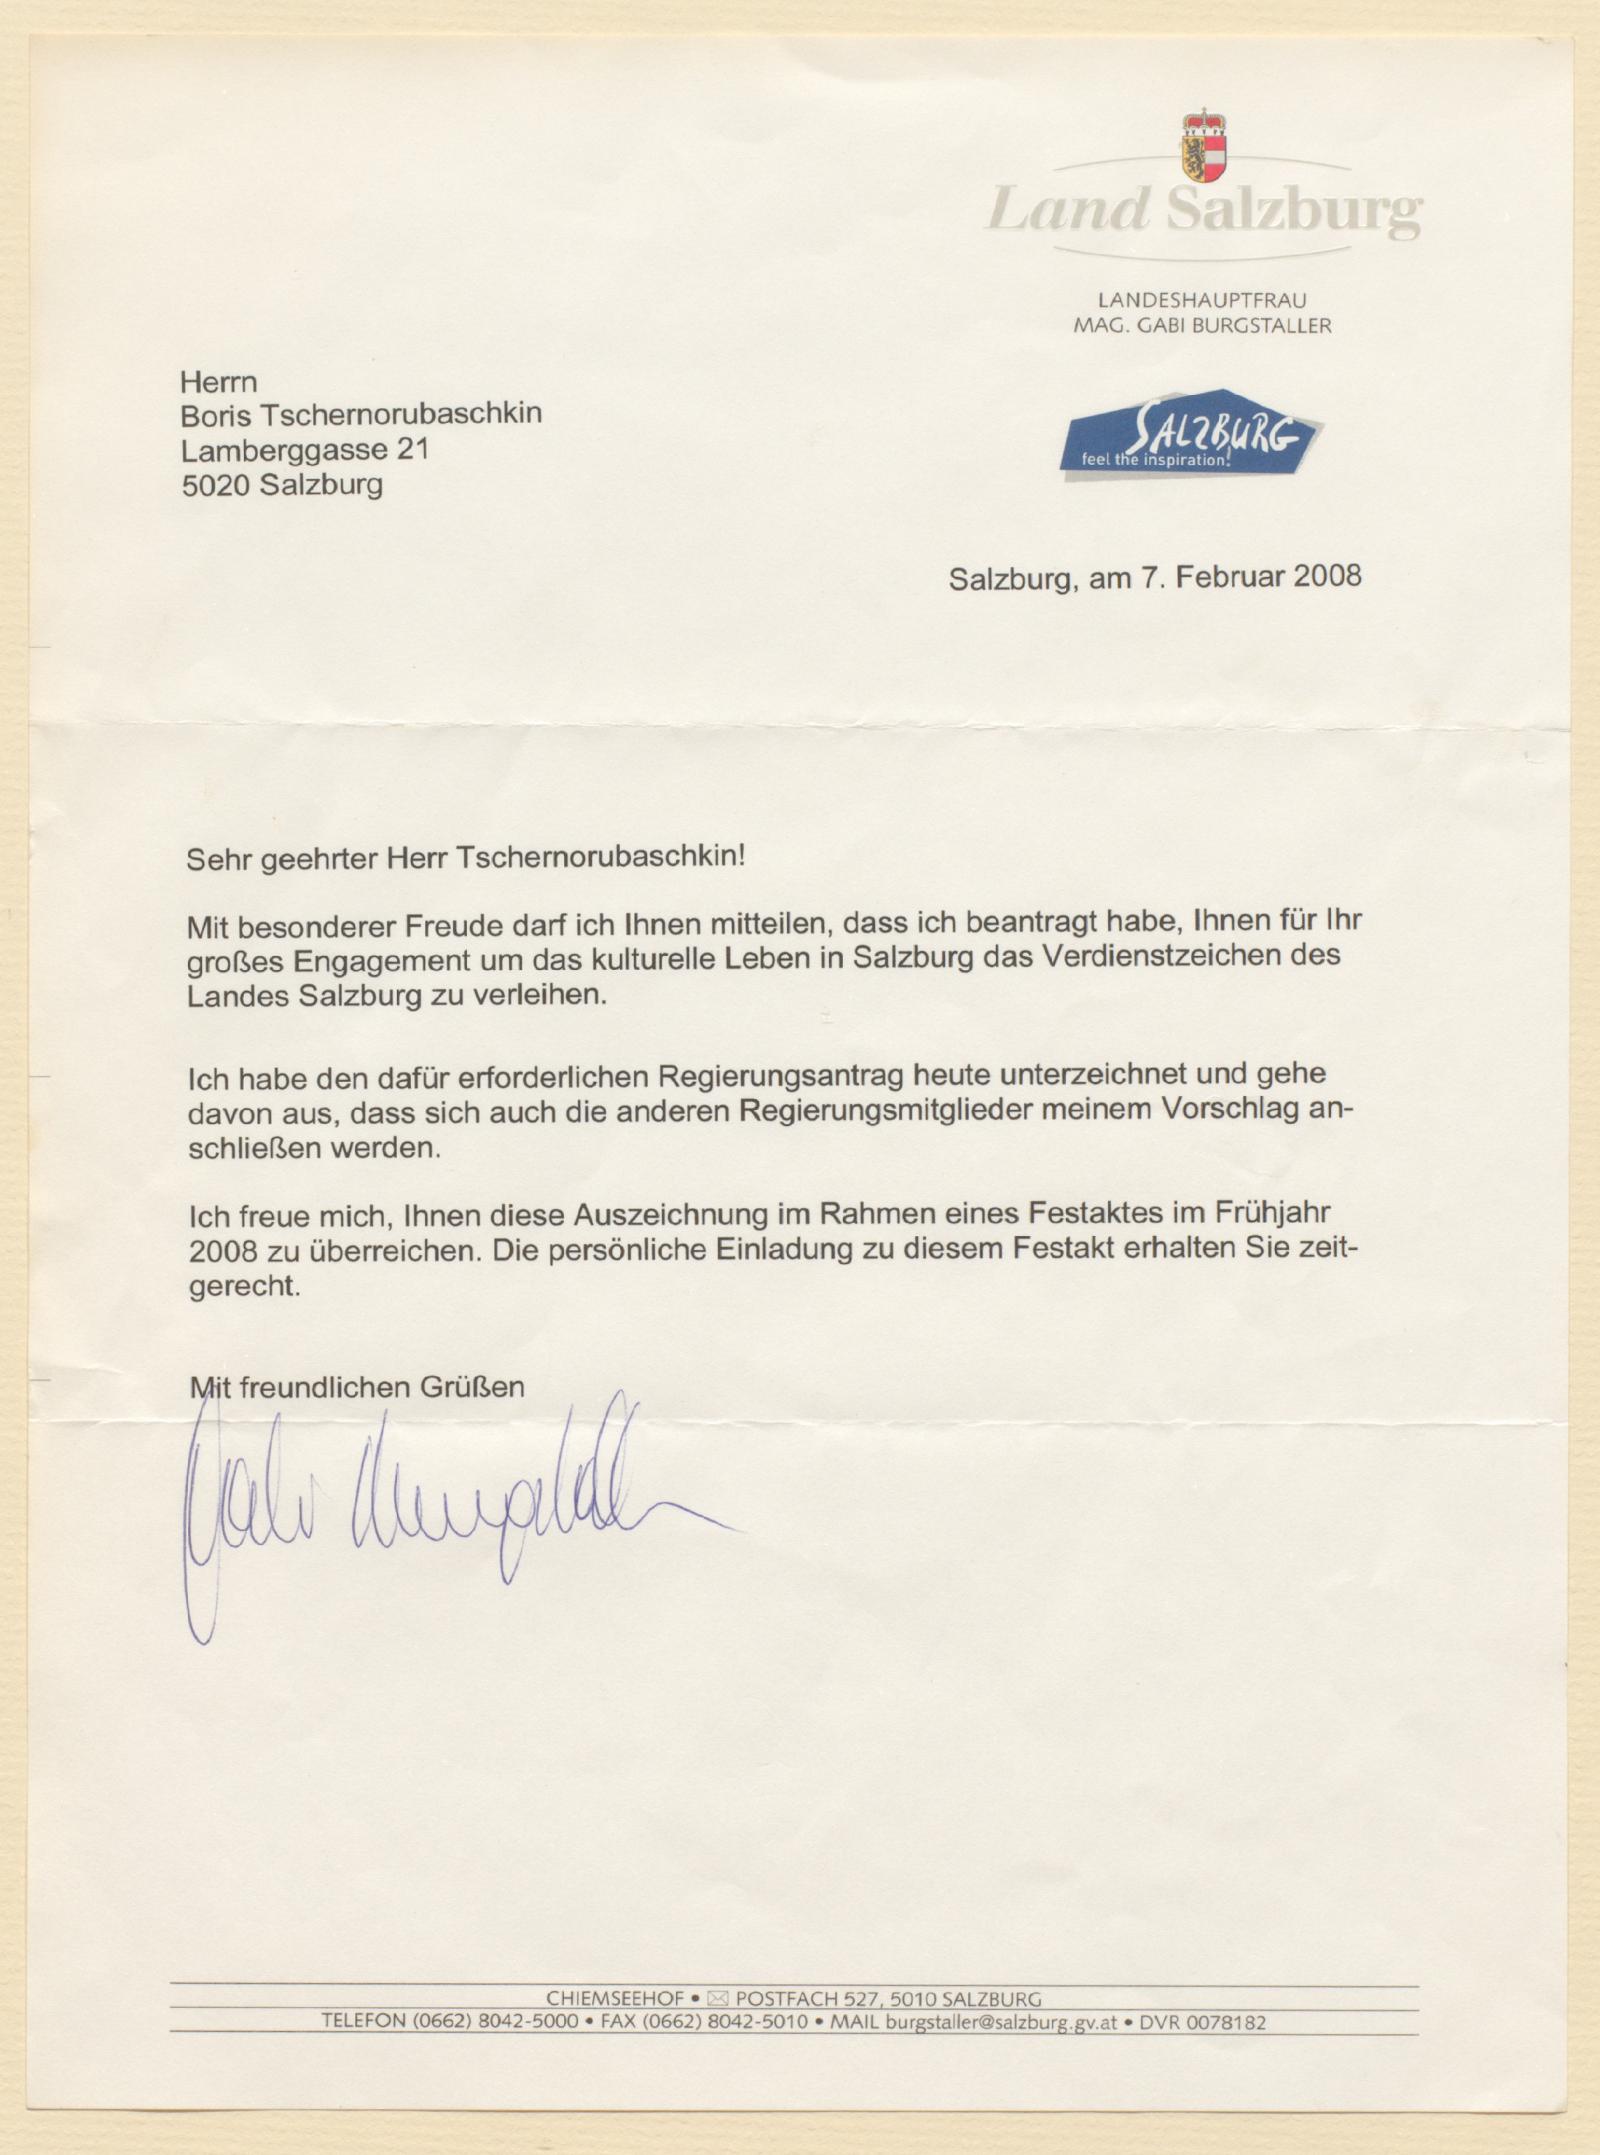 Land Salzburg
LANDESHAUPTFRAU
MAG. GABI BURGSTALLER
SALZBURG
feel the inspiration!
Herrn
Boris Tschernorubaschkin
Lamberggasse 21
5020 Salzburg
Salzburg, am 7. Februar 2008
Sehr geehrter Herr Tschernorubaschkin!
Mit besonderer Freude darf ich Ihnen mitteilen, dass ich beantragt habe, Ihnen für Ihr
großes Engagement um das kulturelle Leben in Salzburg das Verdienstzeichen des
Landes Salzburg zu verleihen.
Ich habe den dafür erforderlichen Regierungsantrag heute unterzeichnet und gehe
davon aus, dass sich auch die anderen Regierungsmitglieder meinem Vorschlag an-
schließen werden.
Ich freue mich, Ihnen diese Auszeichnung im Rahmen eines Festaktes im Frühjahr
2008 zu überreichen. Die persönliche Einladung zu diesem Festakt erhalten Sie zeit-
gerecht.
Mit freundlichen Grüßen
CHIEMSEEHOF • ✉ POSTFACH 527, 5010 SALZBURG
TELEFON (0662) 8042-5000 • FAX (0662) 8042-5010 • MAIL burgstaller@salzburg.gv.at • DVR 0078182